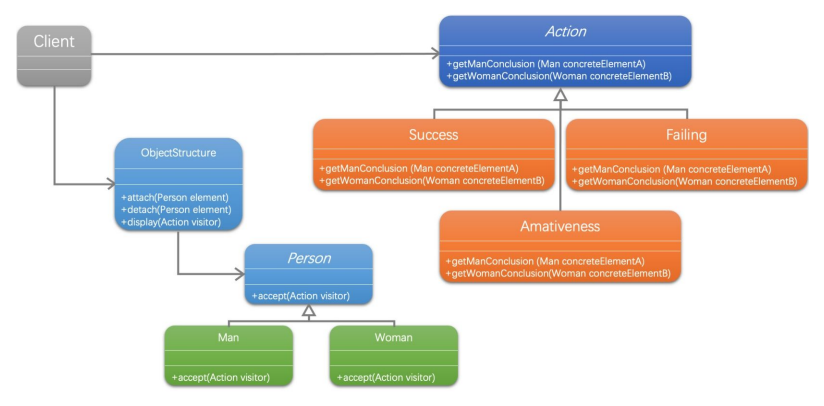 Client
Action
+getManConclusion (Man concreteElementA)
+getWomanConclusion(Woman concreteElementB)
Success
+getManConclusion (Man concreteElementA)
+getWomanConclusion(Woman concreteElementB)
Failing
+getManConclusion (Man concreteElementA)
+getWomanConclusion(Woman concreteElementB)
ObjectStructure
+attach(Person element)
+detach(Person element)
+display(Action visitor)
Amativeness
+getManConclusion (Man concreteElementA)
+getWomanConclusion(Woman concreteElementB)
Person
+accept(Action visitor)
Man
+accept(Action visitor)
Woman
+accept(Action visitor)